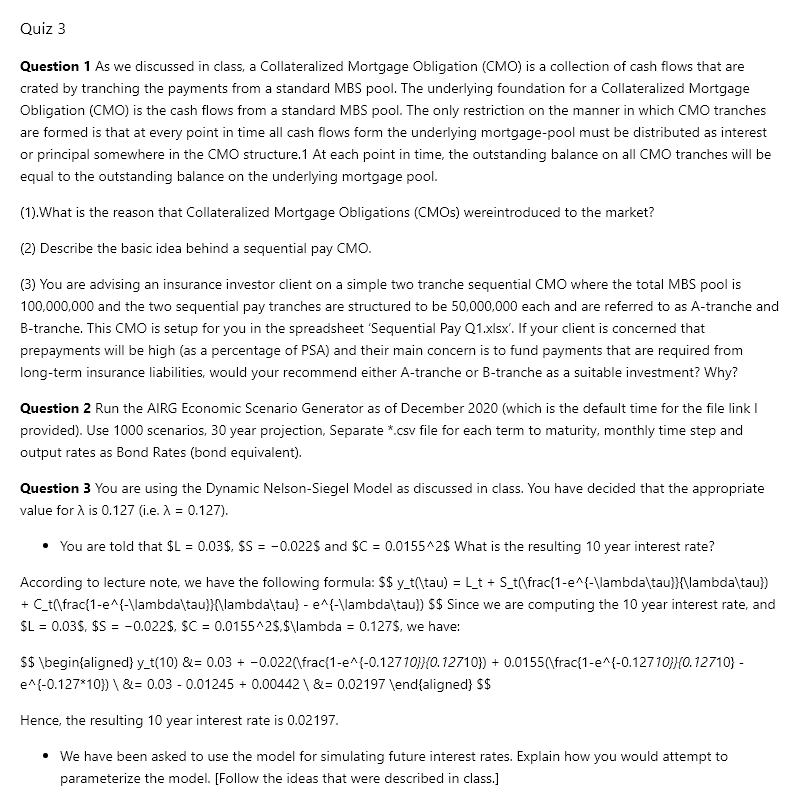 Quiz 3
Question 1 As we discussed in class, a Collateralized Mortgage Obligation (CMO) is a collection of cash flows that are
crated by tranching the payments from a standard MBS pool. The underlying foundation for a Collateralized Mortgage
Obligation (CMO) is the cash flows from a standard MBS pool. The only restriction on the manner in which CMO tranches
are formed is that at every point in time all cash flows form the underlying mortgage-pool must be distributed as interest
or principal somewhere in the CMO structure.1 At each point in time, the outstanding balance on all CMO tranches will be
equal to the outstanding balance on the underlying mortgage pool.
(1).What is the reason that Collateralized Mortgage Obligations (CMOs) wereintroduced to the market?
(2) Describe the basic idea behind a sequential pay CMO.
(3) You are advising an insurance investor client on a simple two tranche sequential CMO where the total MBS pool is
100,000,000 and the two sequential pay tranches are structured to be 50,000,000 each and are referred to as A-tranche and
B-tranche. This CMO is setup for you in the spreadsheet ‘Sequential Pay Q1.xlsx’. If your client is concerned that
prepayments will be high (as a percentage of PSA) and their main concern is to fund payments that are required from
long-term insurance liabilities, would your recommend either A-tranche or B-tranche as a suitable investment? Why?
Question 2 Run the AIRG Economic Scenario Generator as of December 2020 (which is the default time for the file link I
provided). Use 1000 scenarios, 30 year projection, Separate *.csv file for each term to maturity, monthly time step and
output rates as Bond Rates (bond equivalent).
Question 3 You are using the Dynamic Nelson-Siegel Model as discussed in class. You have decided that the appropriate
value for λ is 0.127 (i.e. λ = 0.127).
• You are told that $L = 0.03$, $S = −0.022$ and $C = 0.0155^2$ What is the resulting 10 year interest rate?
According to lecture note, we have the following formula: $$ y_t(\tau) = L_t + S_t(\frac{1-e^{-\lambda\tau}}{\lambda\tau})
+ C_t(\frac{1-e^{-\lambda\tau}}{\lambda\tau} - e^{-\lambda\tau}) $$ Since we are computing the 10 year interest rate, and
$L = 0.03$, $S = −0.022$, $C = 0.0155^2$,$\lambda = 0.127$, we have:
$$ \begin{aligned} y_t(10) &= 0.03 + −0.022(\frac{1-e^{-0.12710}}{0.12710}) + 0.0155(\frac{1-e^{-0.12710}}{0.12710} -
e^{-0.127*10}) \ &= 0.03 - 0.01245 + 0.00442 \ &= 0.02197 \end{aligned} $$
Hence, the resulting 10 year interest rate is 0.02197.
• We have been asked to use the model for simulating future interest rates. Explain how you would attempt to
parameterize the model. [Follow the ideas that were described in class.]